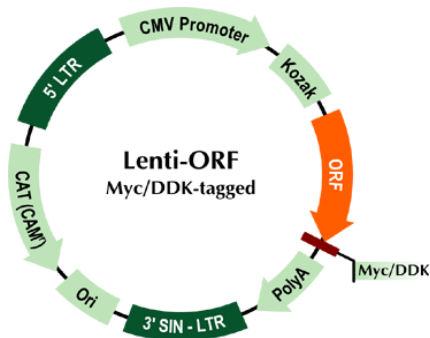 CMV Promoter
Kozak
ORF
Myc/DDK
PolyA
3' SIN - LTR
Ori
CAT (CAMʳ)
5' LTR
Lenti-ORF
Myc/DDK-tagged